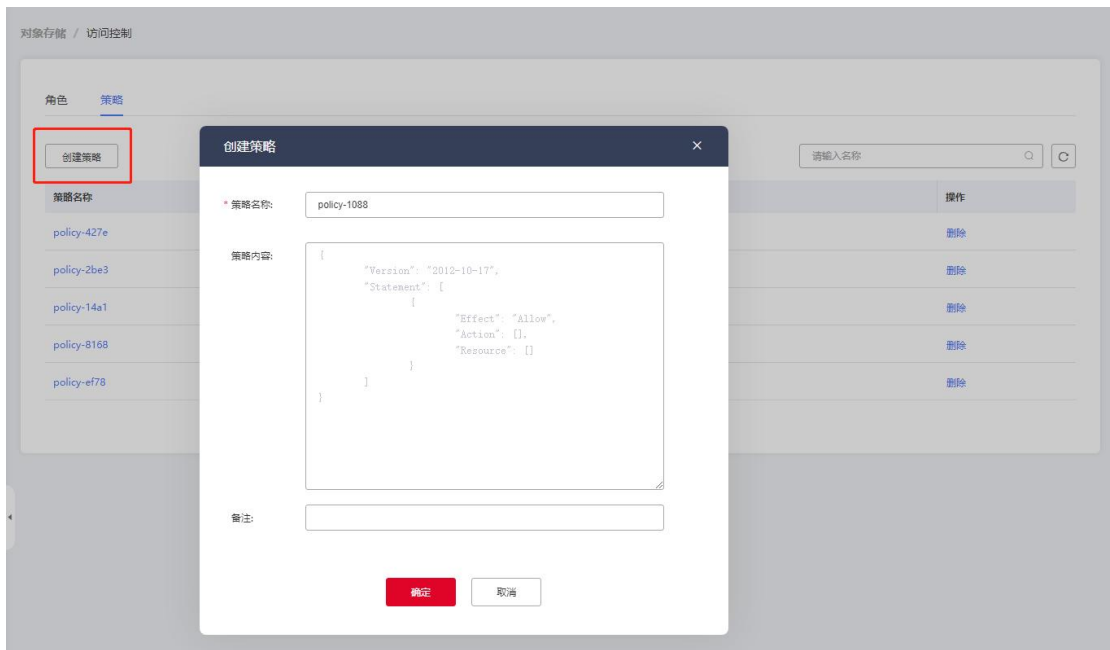 对象存储 / 访问控制
角色 策略
创建策略
请输入名称
策略名称 操作
policy-427e 删除
policy-2be3 删除
policy-14a1 删除
policy-8168 删除
policy-ef78 删除
创建策略
* 策略名称: policy-1088
策略内容:
{
"Version": "2012-10-17",
"Statement": [
{
"Effect": "Allow",
"Action": [],
"Resource": []
}
]
}
备注:
确定 取消